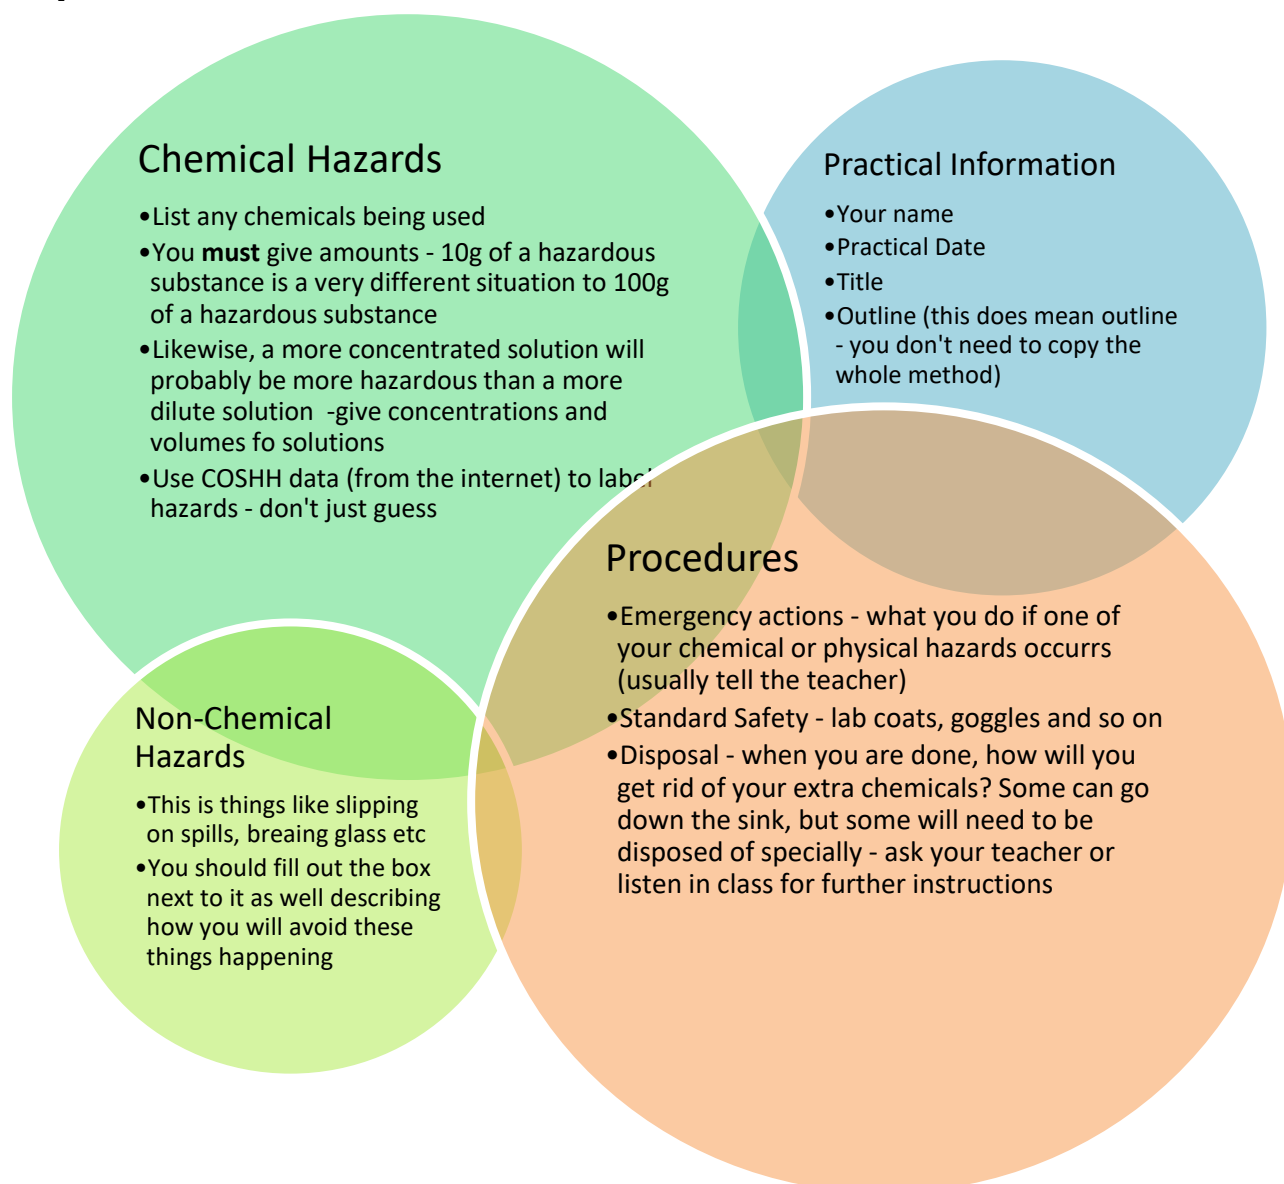 Chemical Hazards
•List any chemicals being used
•You must give amounts - 10g of a hazardous
substance is a very different situation to 100g
of a hazardous substance
•Likewise, a more concentrated solution will
probably be more hazardous than a more
dilute solution -give concentrations and
volumes fo solutions
•Use COSHH data (from the internet) to label
hazards - don't just guess
Practical Information
•Your name
•Practical Date
•Title
•Outline (this does mean outline
- you don't need to copy the
whole method)
Procedures
•Emergency actions - what you do if one of
your chemical or physical hazards occurrs
(usually tell the teacher)
•Standard Safety - lab coats, goggles and so on
•Disposal - when you are done, how will you
get rid of your extra chemicals? Some can go
down the sink, but some will need to be
disposed of specially - ask your teacher or
listen in class for further instructions
Non-Chemical
Hazards
•This is things like slipping
on spills, breaing glass etc
•You should fill out the box
next to it as well describing
how you will avoid these
things happening